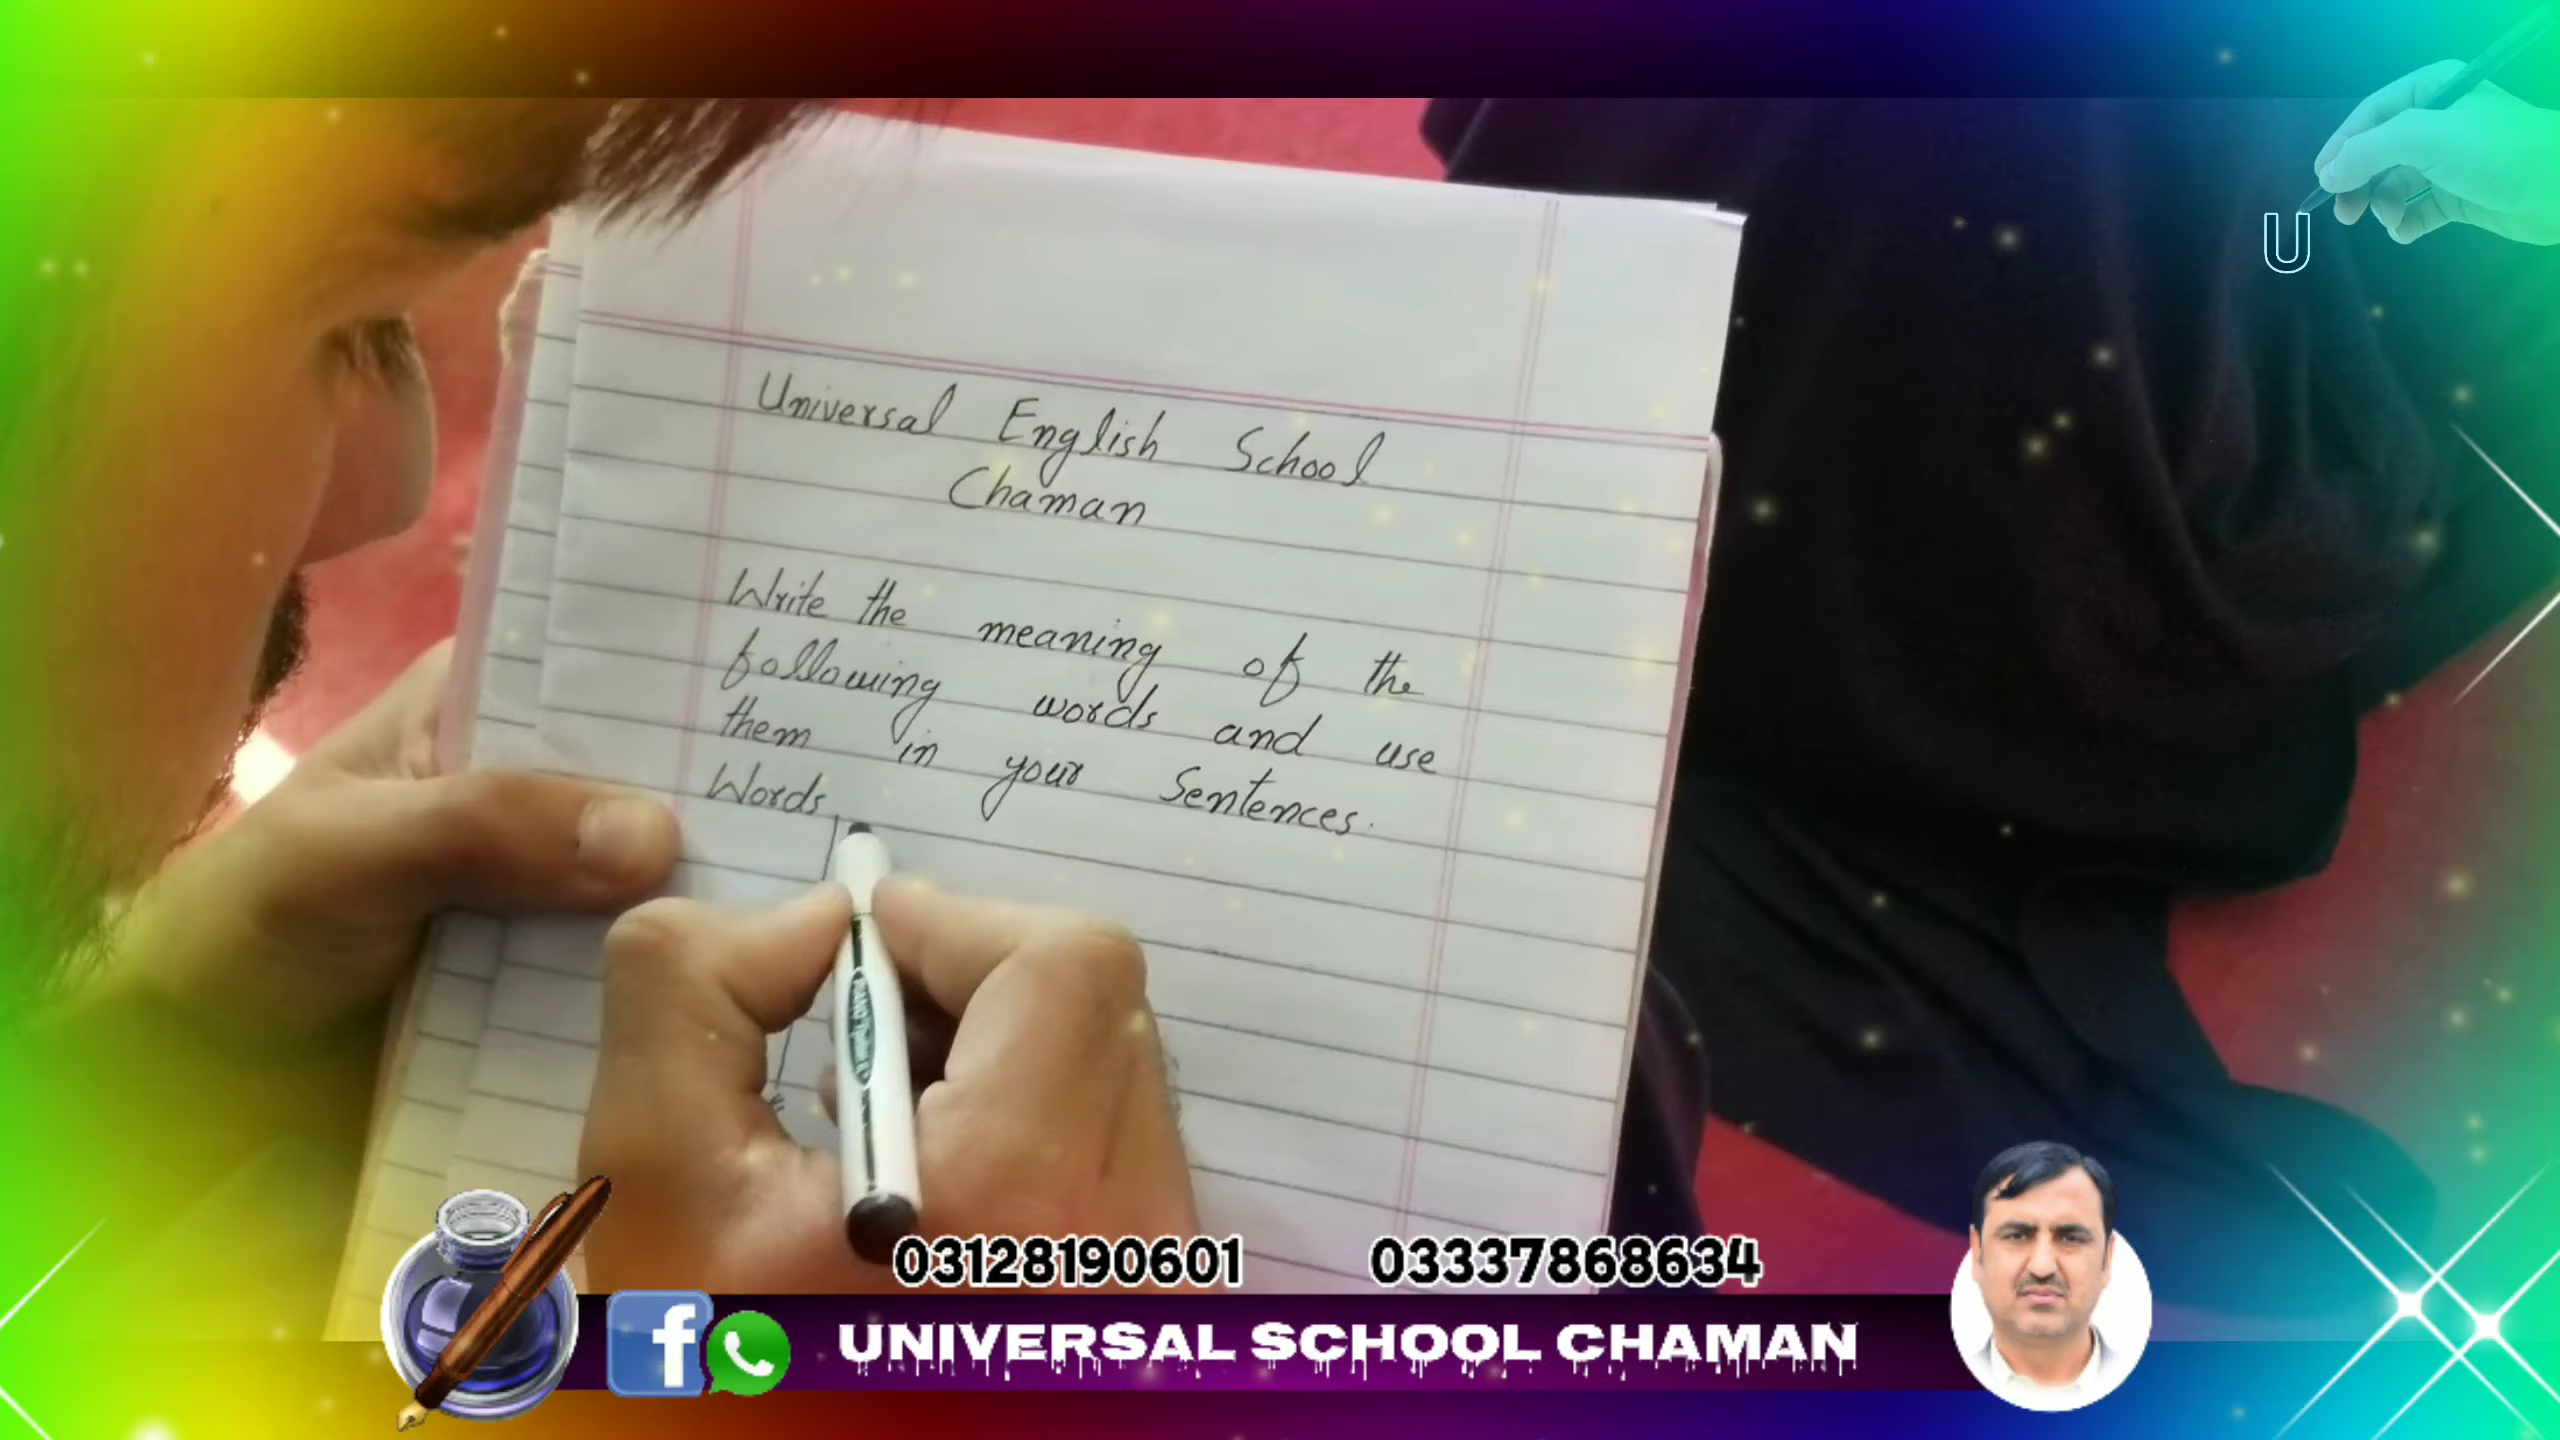 U
Universal English School
Chaman
Write the meaning of the
following words and use
them in your Sentences.
Words
03128190601 03337868634
UNIVERSAL SCHOOL CHAMAN